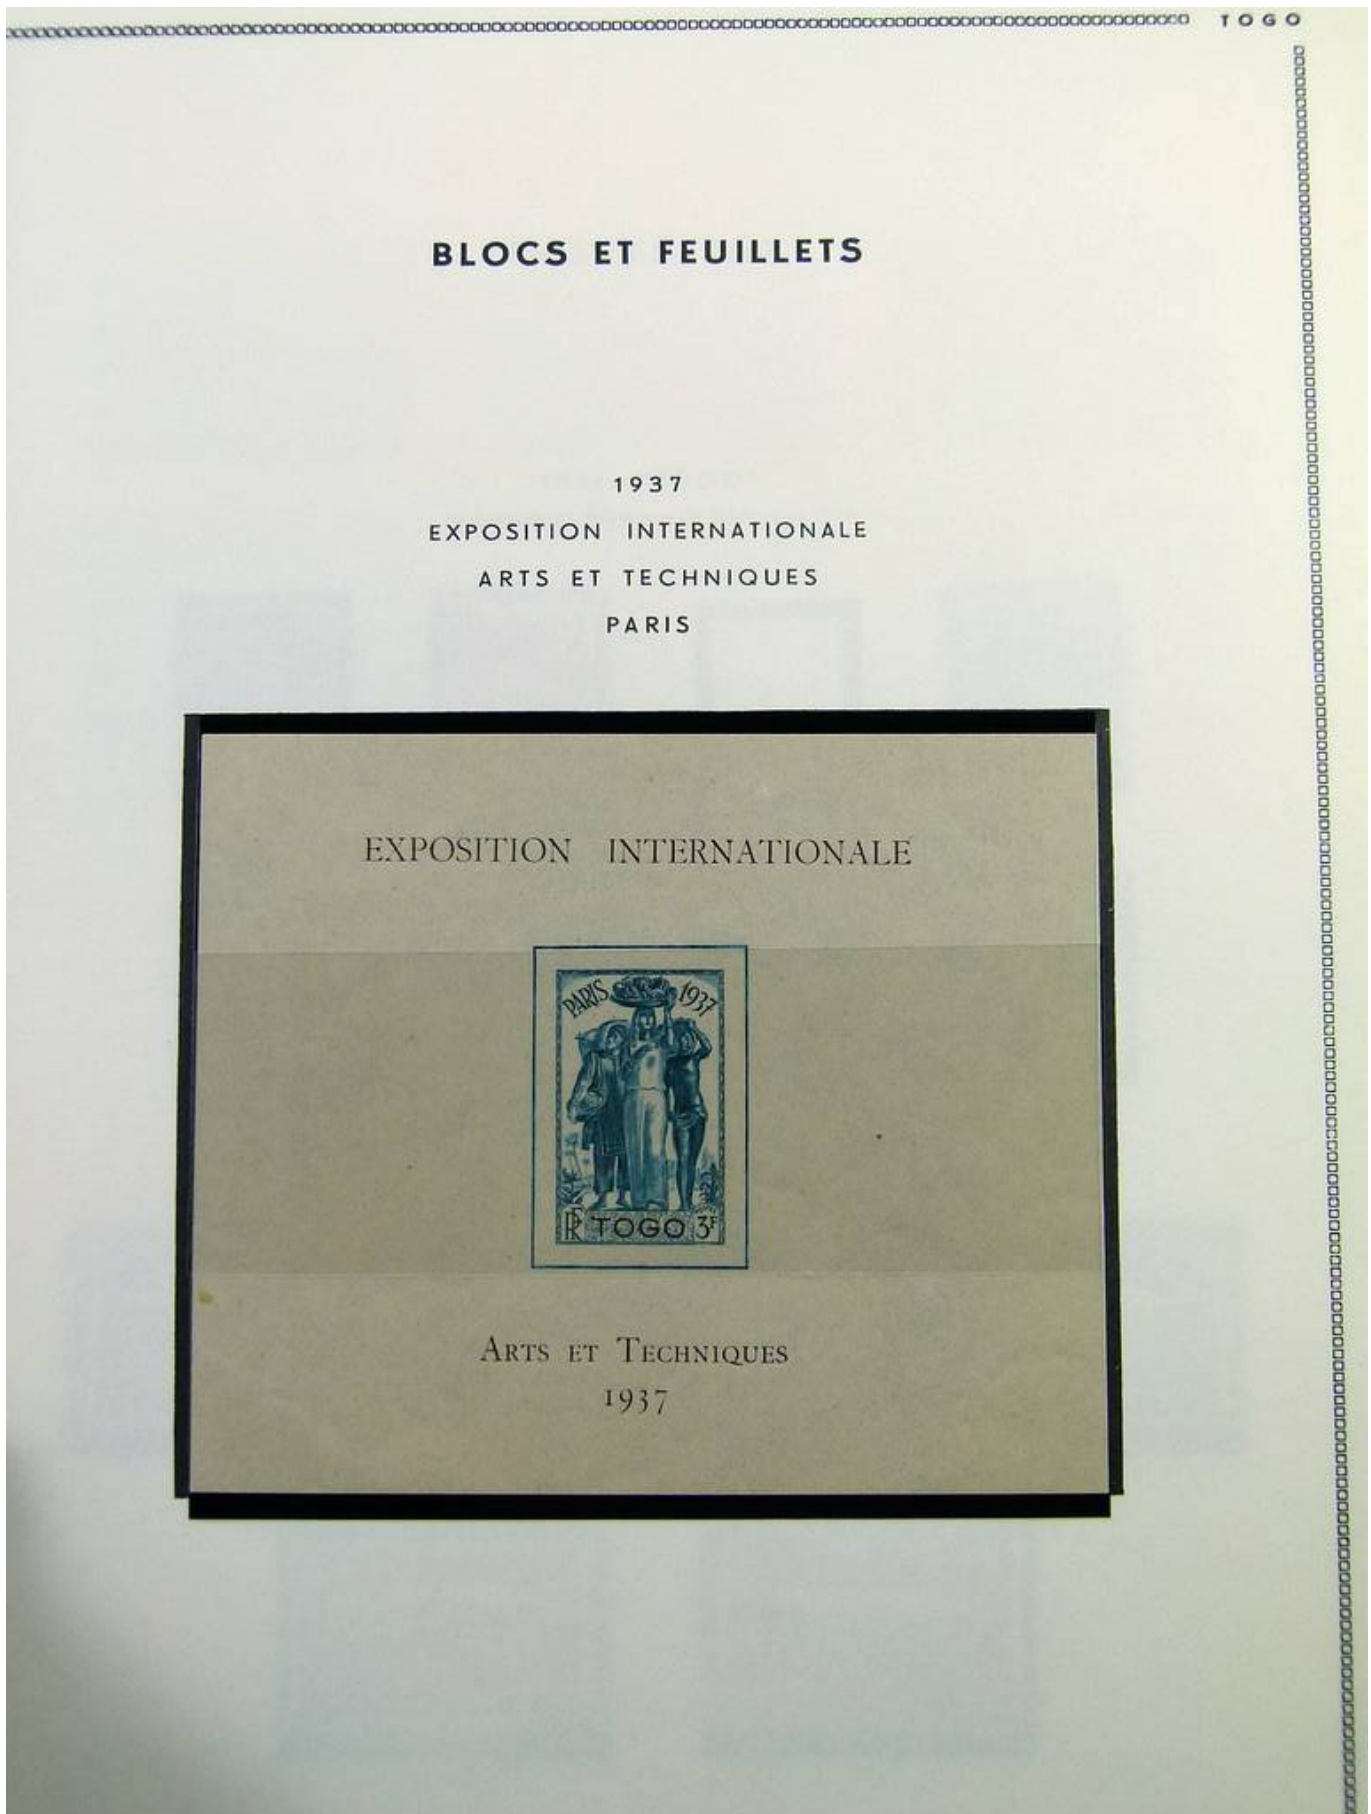 TOGO
BLOCS ET FEUILLETS
1937
EXPOSITION INTERNATIONALE
ARTS ET TECHNIQUES
PARIS
EXPOSITION INTERNATIONALE
PARIS 1937
RF TOGO 3F
ARTS ET TECHNIQUES
1937